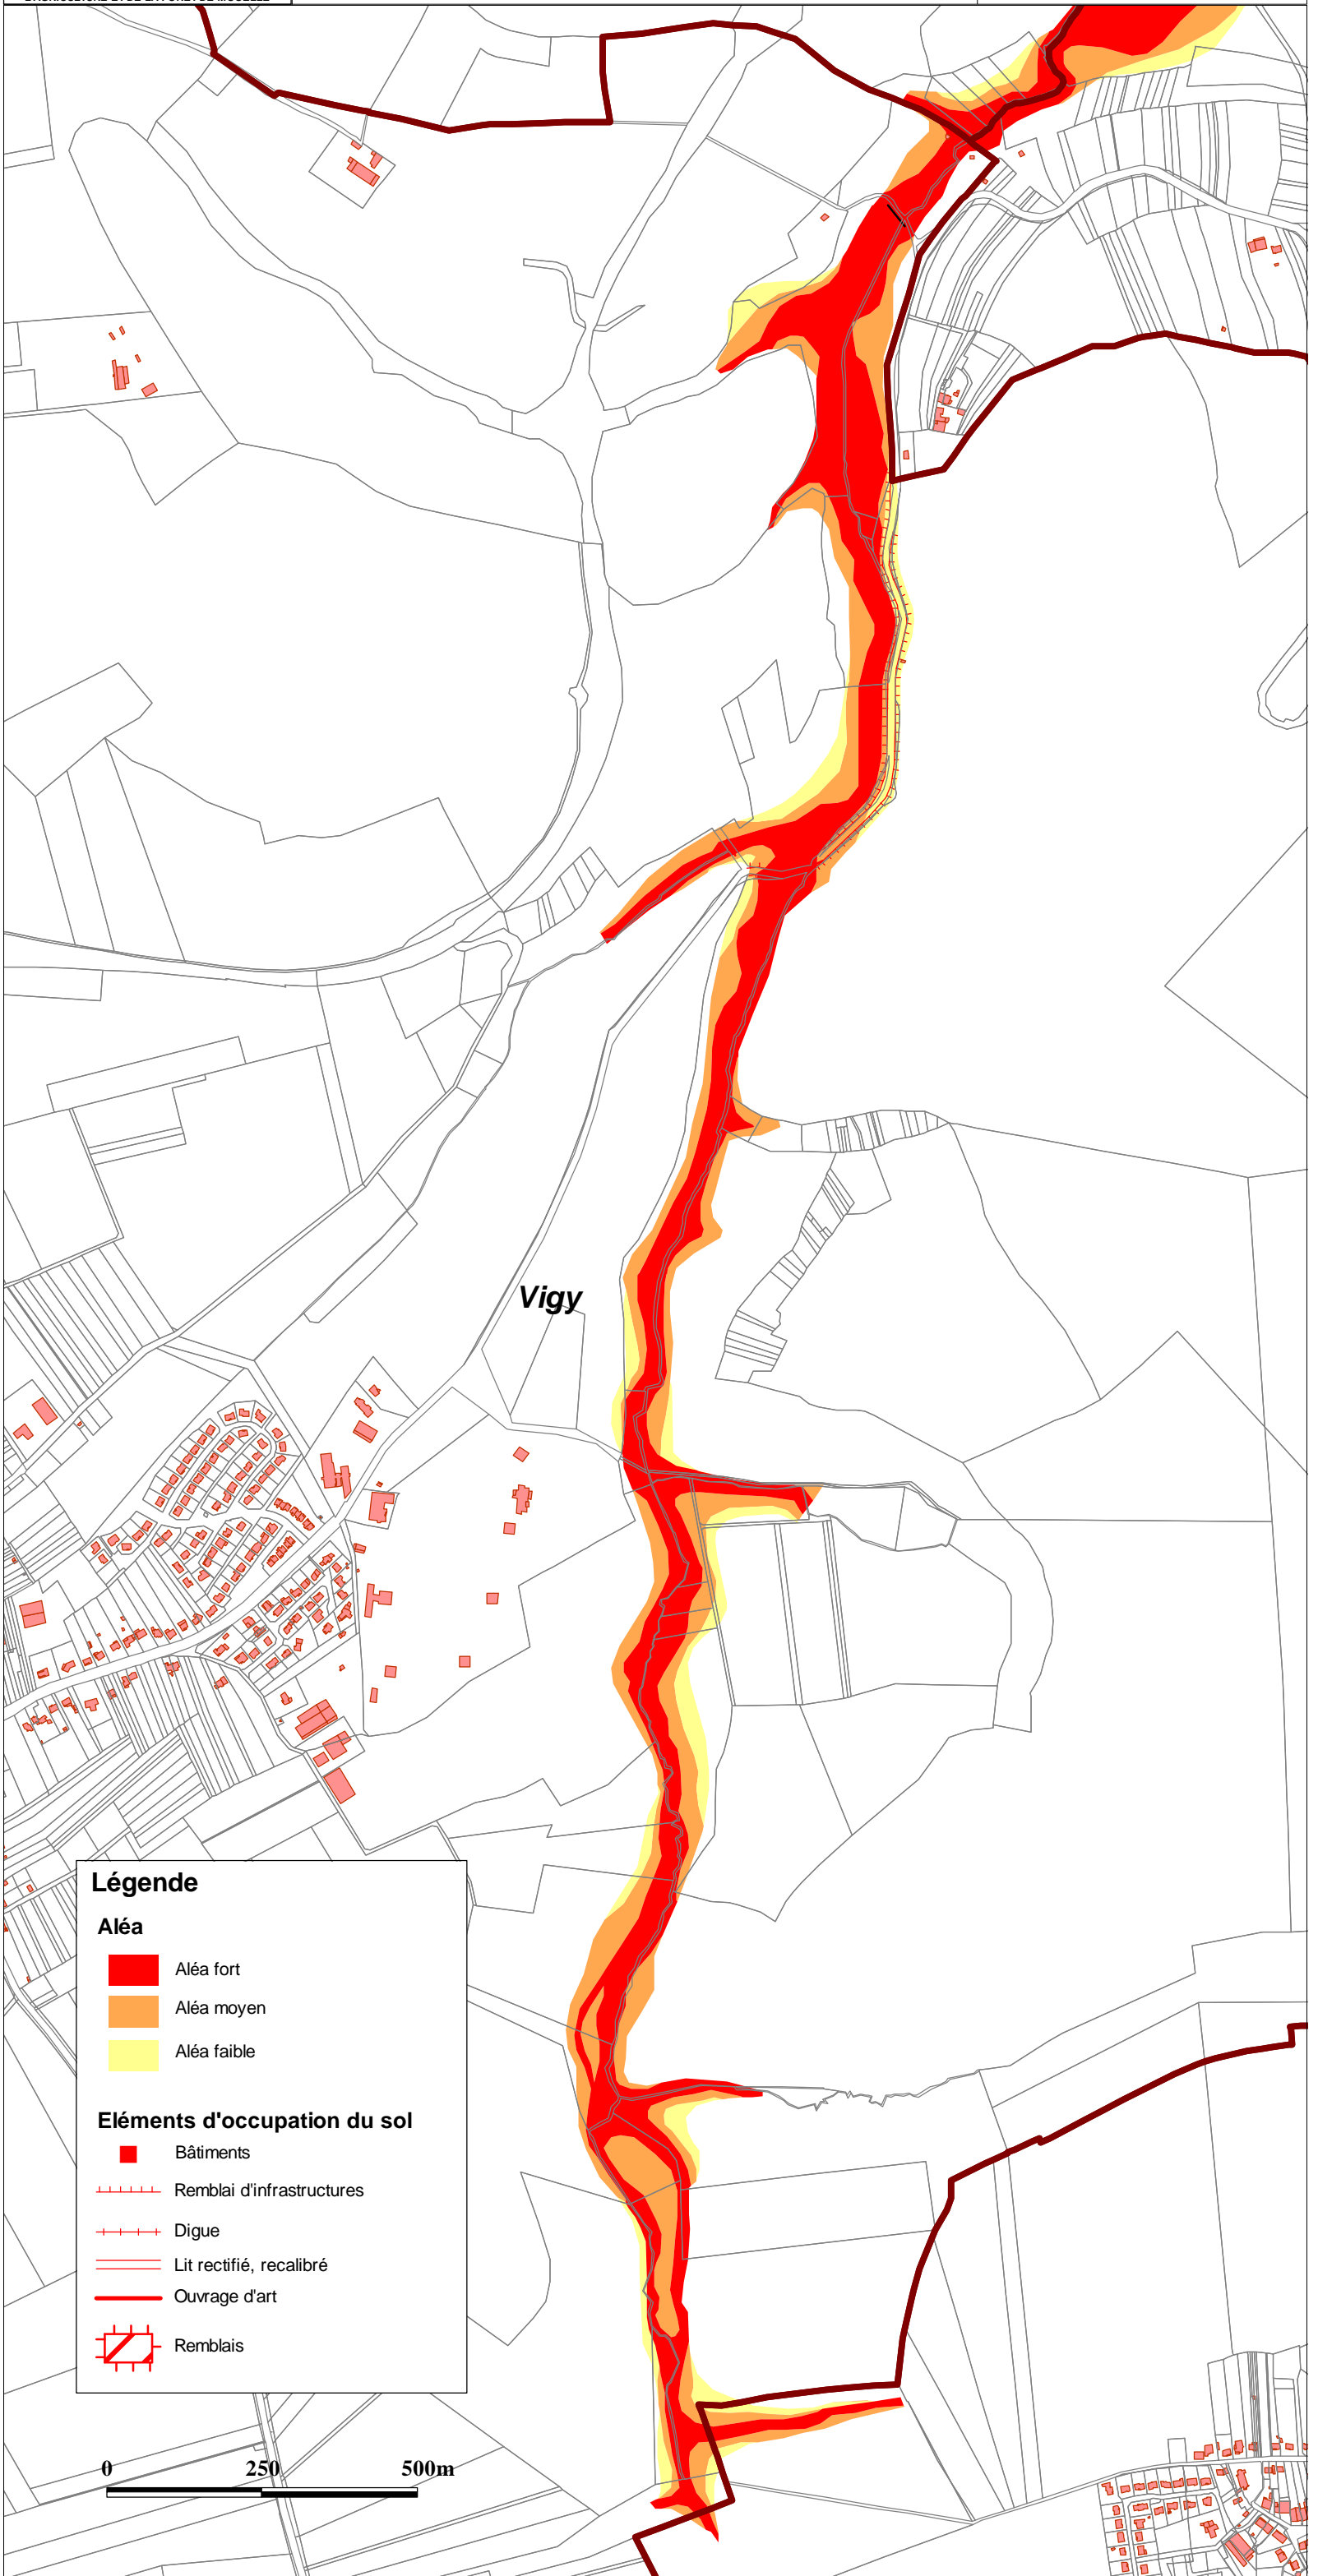 Vigy
Légende
Aléa
Aléa fort
Aléa moyen
Aléa faible
Eléments d'occupation du sol
Bâtiments
Remblai d'infrastructures
Digue
Lit rectifié, recalibré
Ouvrage d'art
Remblais
0 250 500m